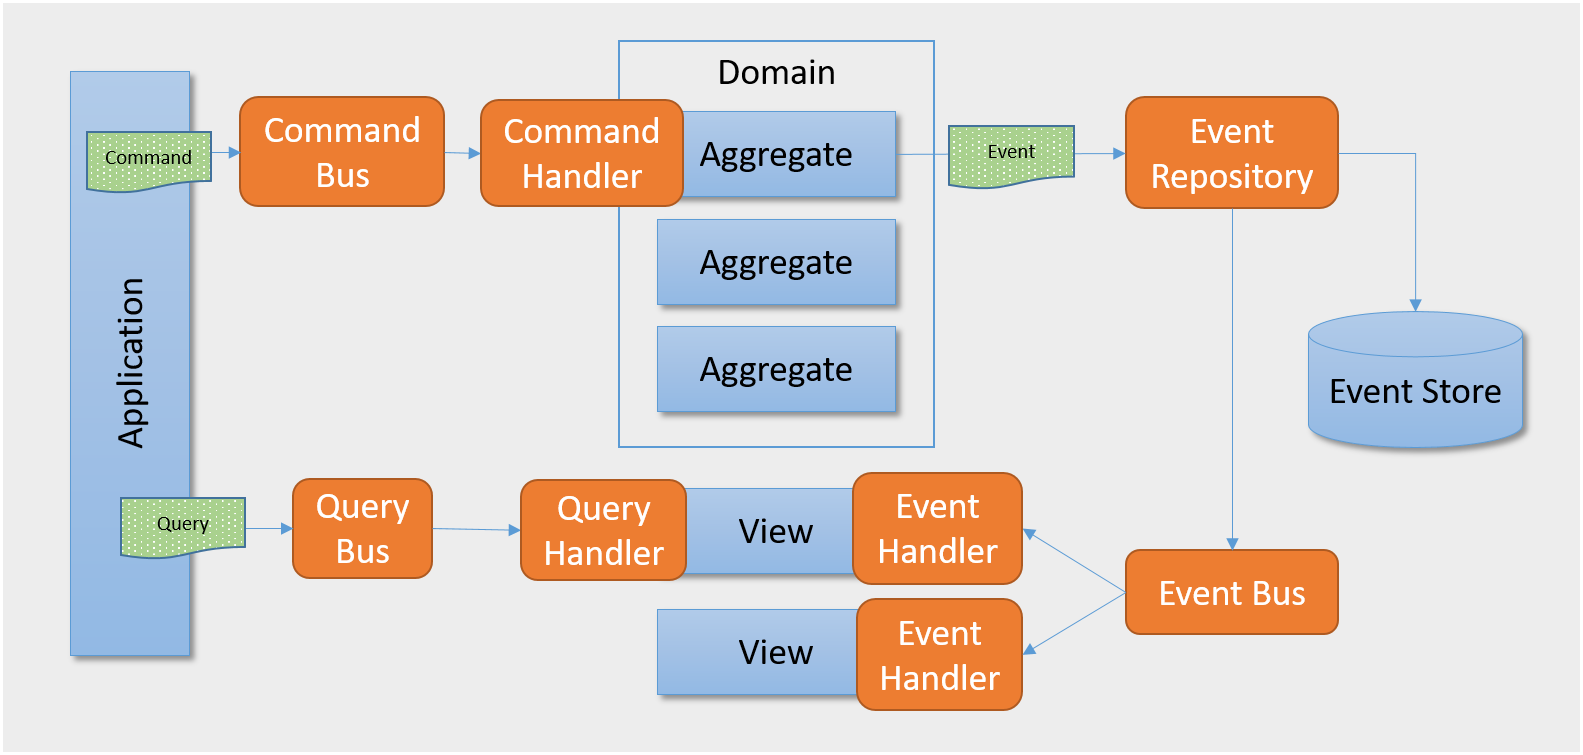 Domain
Command
Command
Bus
Command
Handler
Aggregate
Event
Event
Repository
Aggregate
Aggregate
Application
Event Store
Query
Query
Bus
Query
Handler
View
Event
Handler
Event Bus
View
Event
Handler